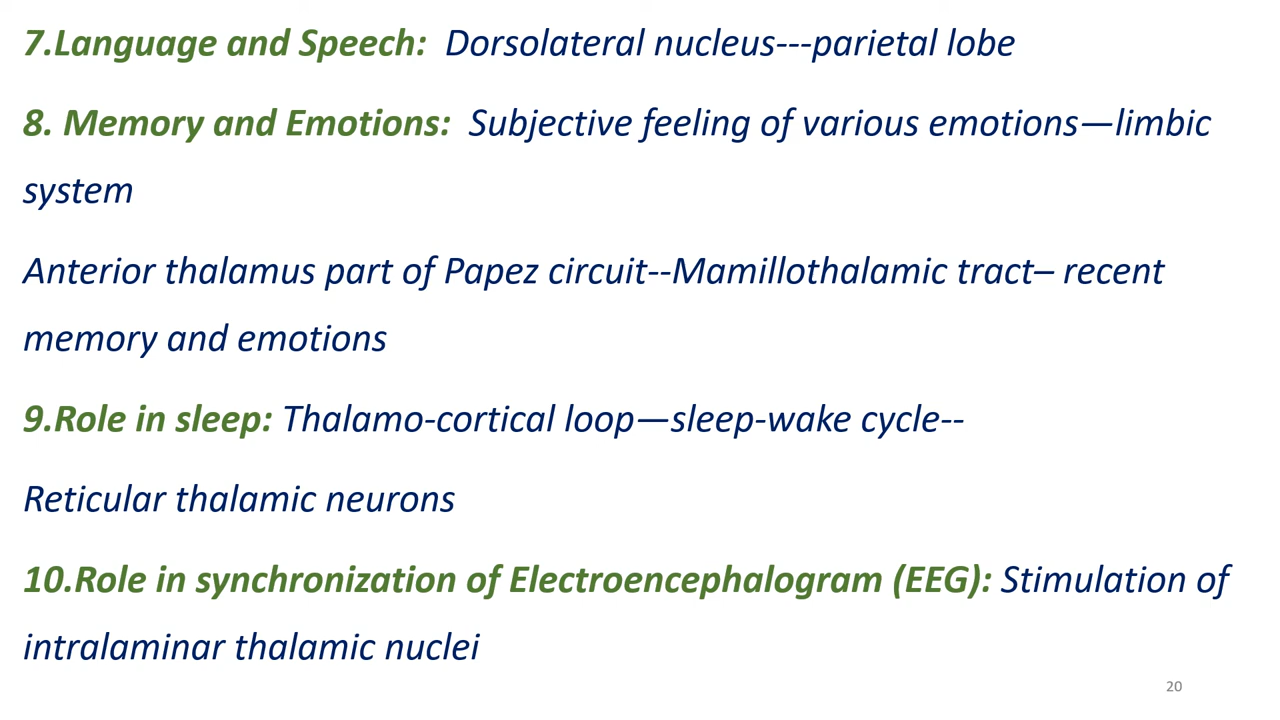 7.Language and Speech: Dorsolateral nucleus---parietal lobe
8. Memory and Emotions: Subjective feeling of various emotions—limbic
system
Anterior thalamus part of Papez circuit--Mamillothalamic tract– recent
memory and emotions
9.Role in sleep: Thalamo-cortical loop—sleep-wake cycle--
Reticular thalamic neurons
10.Role in synchronization of Electroencephalogram (EEG): Stimulation of
intralaminar thalamic nuclei
20